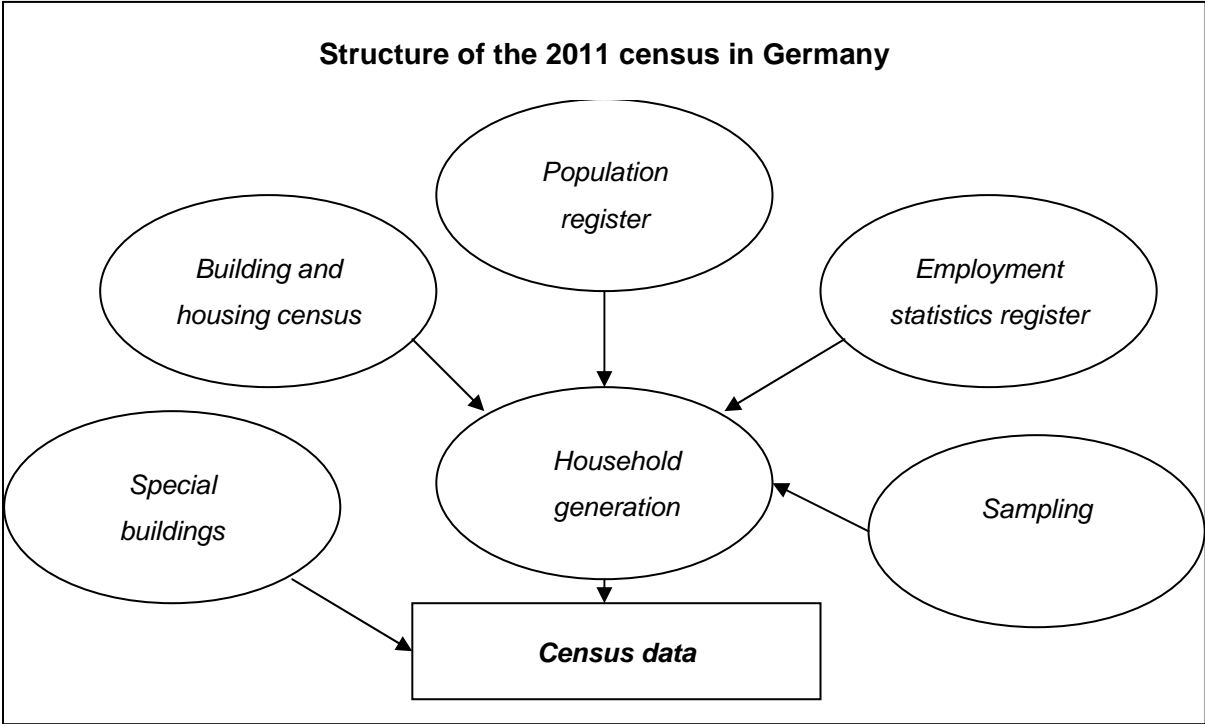 Structure of the 2011 census in Germany
Population
register
Building and
housing census
Employment
statistics register
Household
generation
Special
buildings
Sampling
Census data